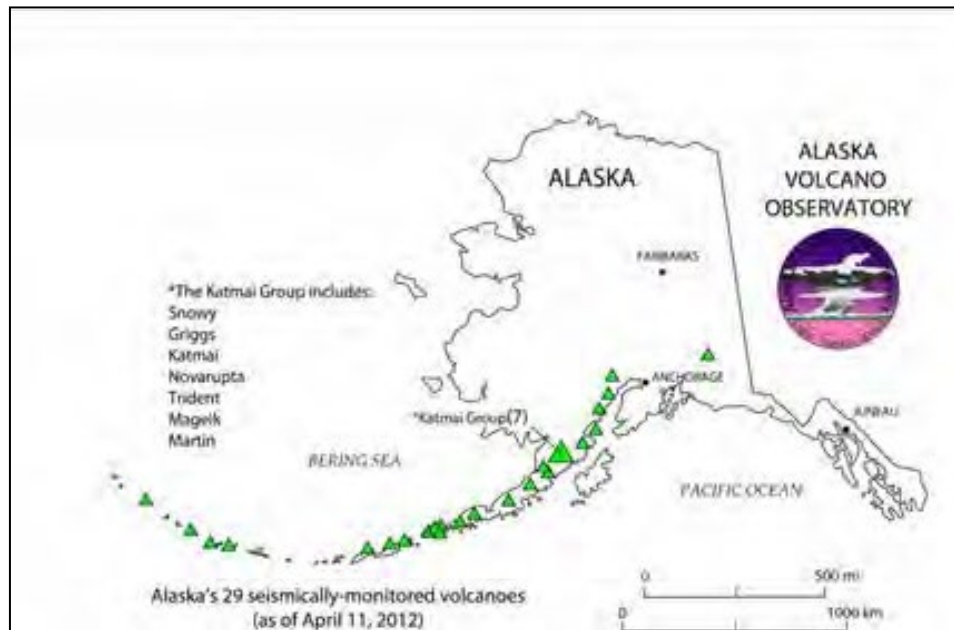 ALASKA
ALASKA
VOLCANO
OBSERVATORY
FAIRBANKS
*The Katmai Group includes:
Snowy
Griggs
Katmai
Novarupta
Trident
Mageik
Martin
ANCHORAGE
*Katmai Group(7)
JUNEAU
BERING SEA
PACIFIC OCEAN
0
500 mi
0
1000 km
Alaska's 29 seismically-monitored volcanoes
(as of April 11, 2012)